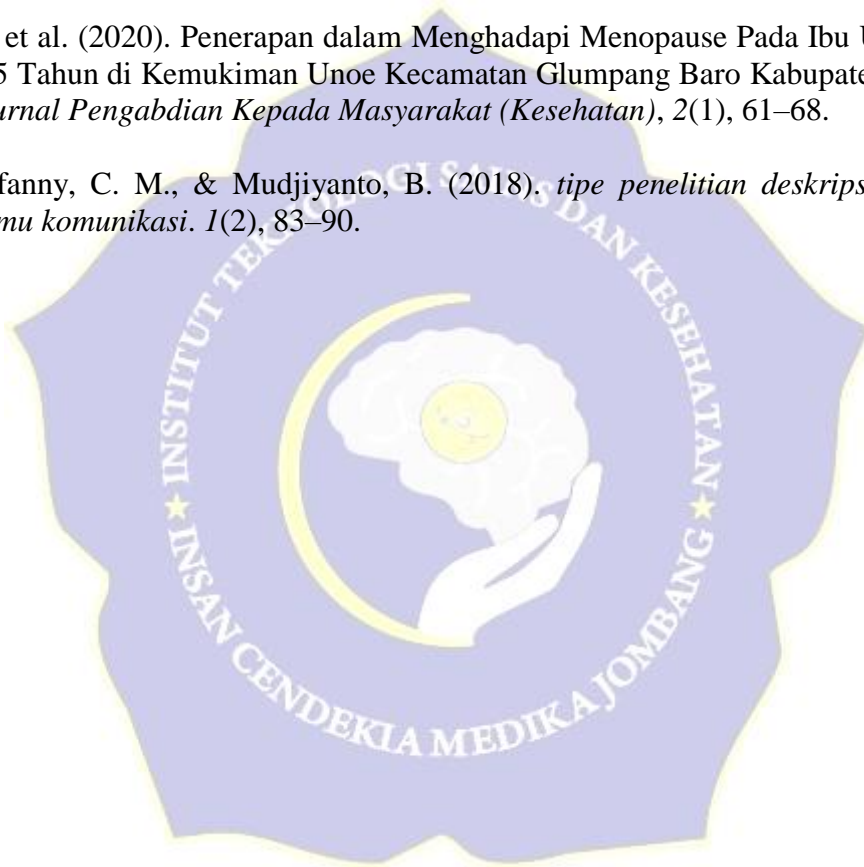 et al. (2020). Penerapan dalam Menghadapi Menopause Pada Ibu
5 Tahun di Kemukiman Unoe Kecamatan Glumpang Baro Kabupate
urnal Pengabdian Kepada Masyarakat (Kesehatan), 2(1), 61–68.
fanny, C. M., & Mudjiyanto, B. (2018). tipe penelitian deskrips
mu komunikasi. 1(2), 83–90.
INSTITUT TEKNOLOGI SAINS DAN KESEHATAN
★ INSAN CENDEKIA MEDIKA JOMBANG ★